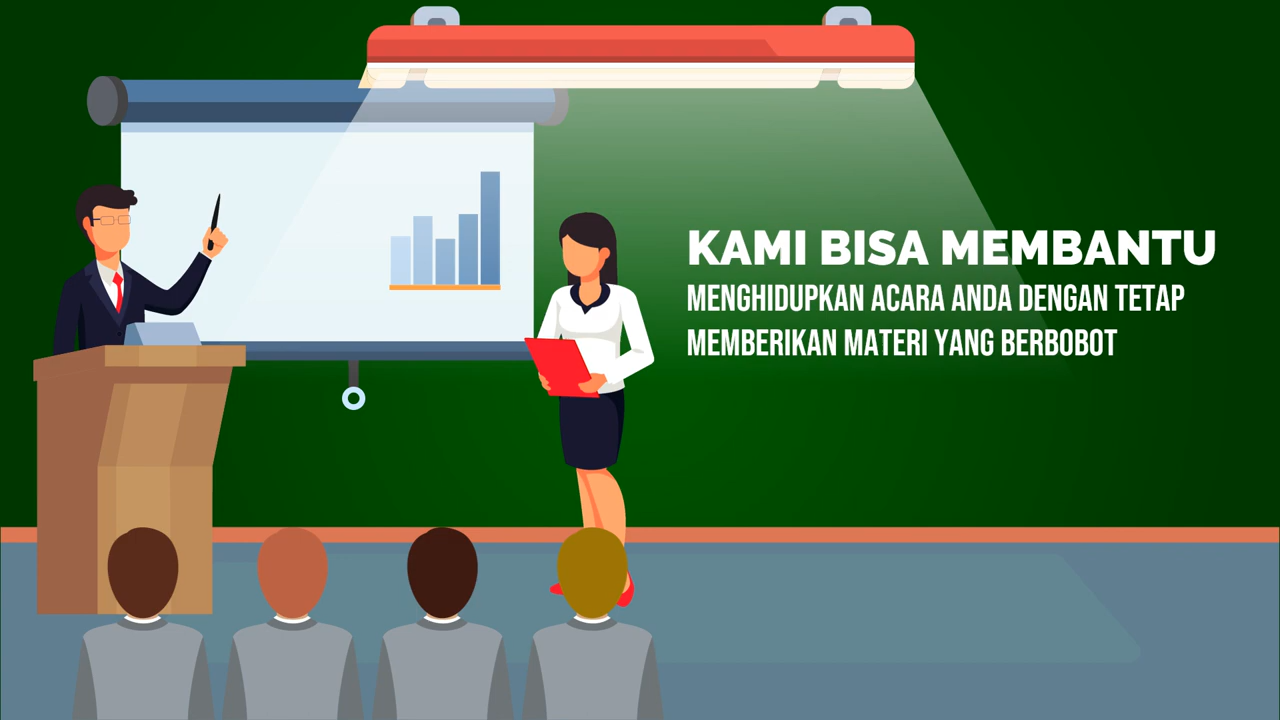 KAMI BISA MEMBANTU
MENGHIDUPKAN ACARA ANDA DENGAN TETAP
MEMBERIKAN MATERI YANG BERBOBOT